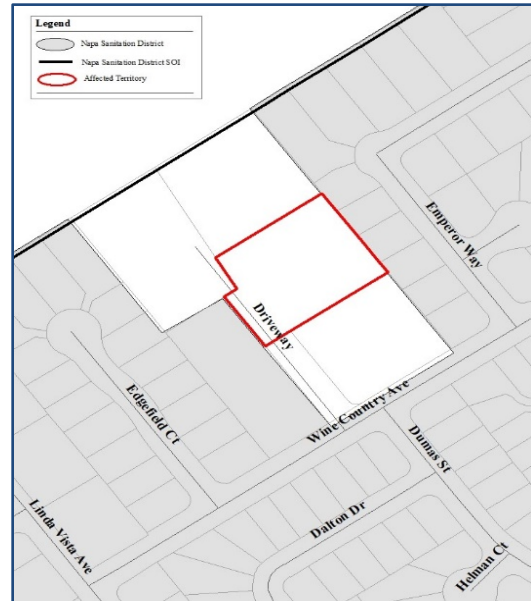 Legend
Napa Sanitation District
Napa Sanitation District SOI
Affected Territory
Emperor Way
Driveway
Edgefield Ct
Wine Country Ave
Dumas St
Linda Vista Ave
Dalton Dr
Helman Ct